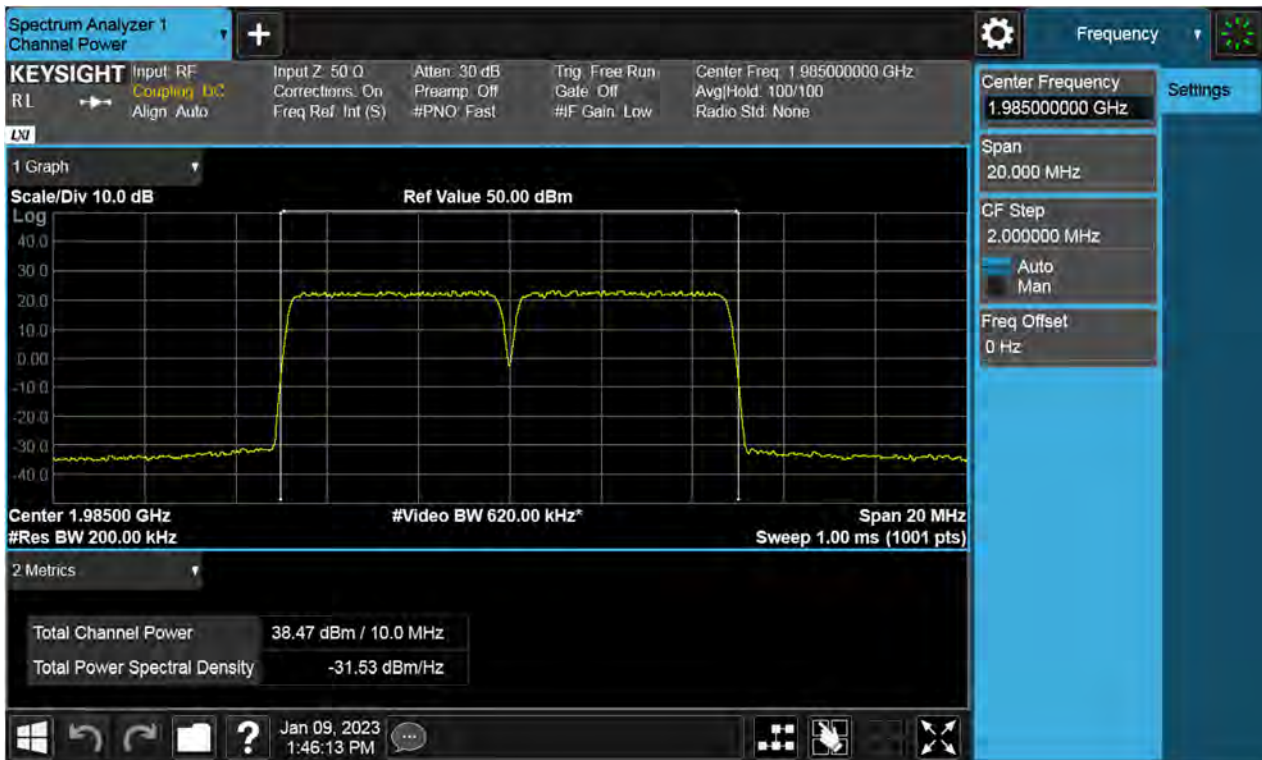 Spectrum Analyzer 1
Channel Power
+
Frequency
KEYSIGHT
RL
LXI
Input: RF
Coupling: DC
Align: Auto
Input Z: 50 Ω
Corrections: On
Freq Ref: Int (S)
Atten: 30 dB
Preamp: Off
#PNO: Fast
Trig: Free Run
Gate: Off
#IF Gain: Low
Center Freq: 1.985000000 GHz
Avg|Hold: 100/100
Radio Std: None
Center Frequency
1.985000000 GHz
Settings
Span
20.000 MHz
CF Step
2.000000 MHz
Auto
Man
Freq Offset
0 Hz
1 Graph
Scale/Div 10.0 dB
Ref Value 50.00 dBm
Log
40.0
30.0
20.0
10.0
0.00
-10.0
-20.0
-30.0
-40.0
Center 1.98500 GHz
#Video BW 620.00 kHz*
Span 20 MHz
#Res BW 200.00 kHz
Sweep 1.00 ms (1001 pts)
2 Metrics
Total Channel Power 38.47 dBm / 10.0 MHz
Total Power Spectral Density -31.53 dBm/Hz
?
Jan 09, 2023
1:46:13 PM